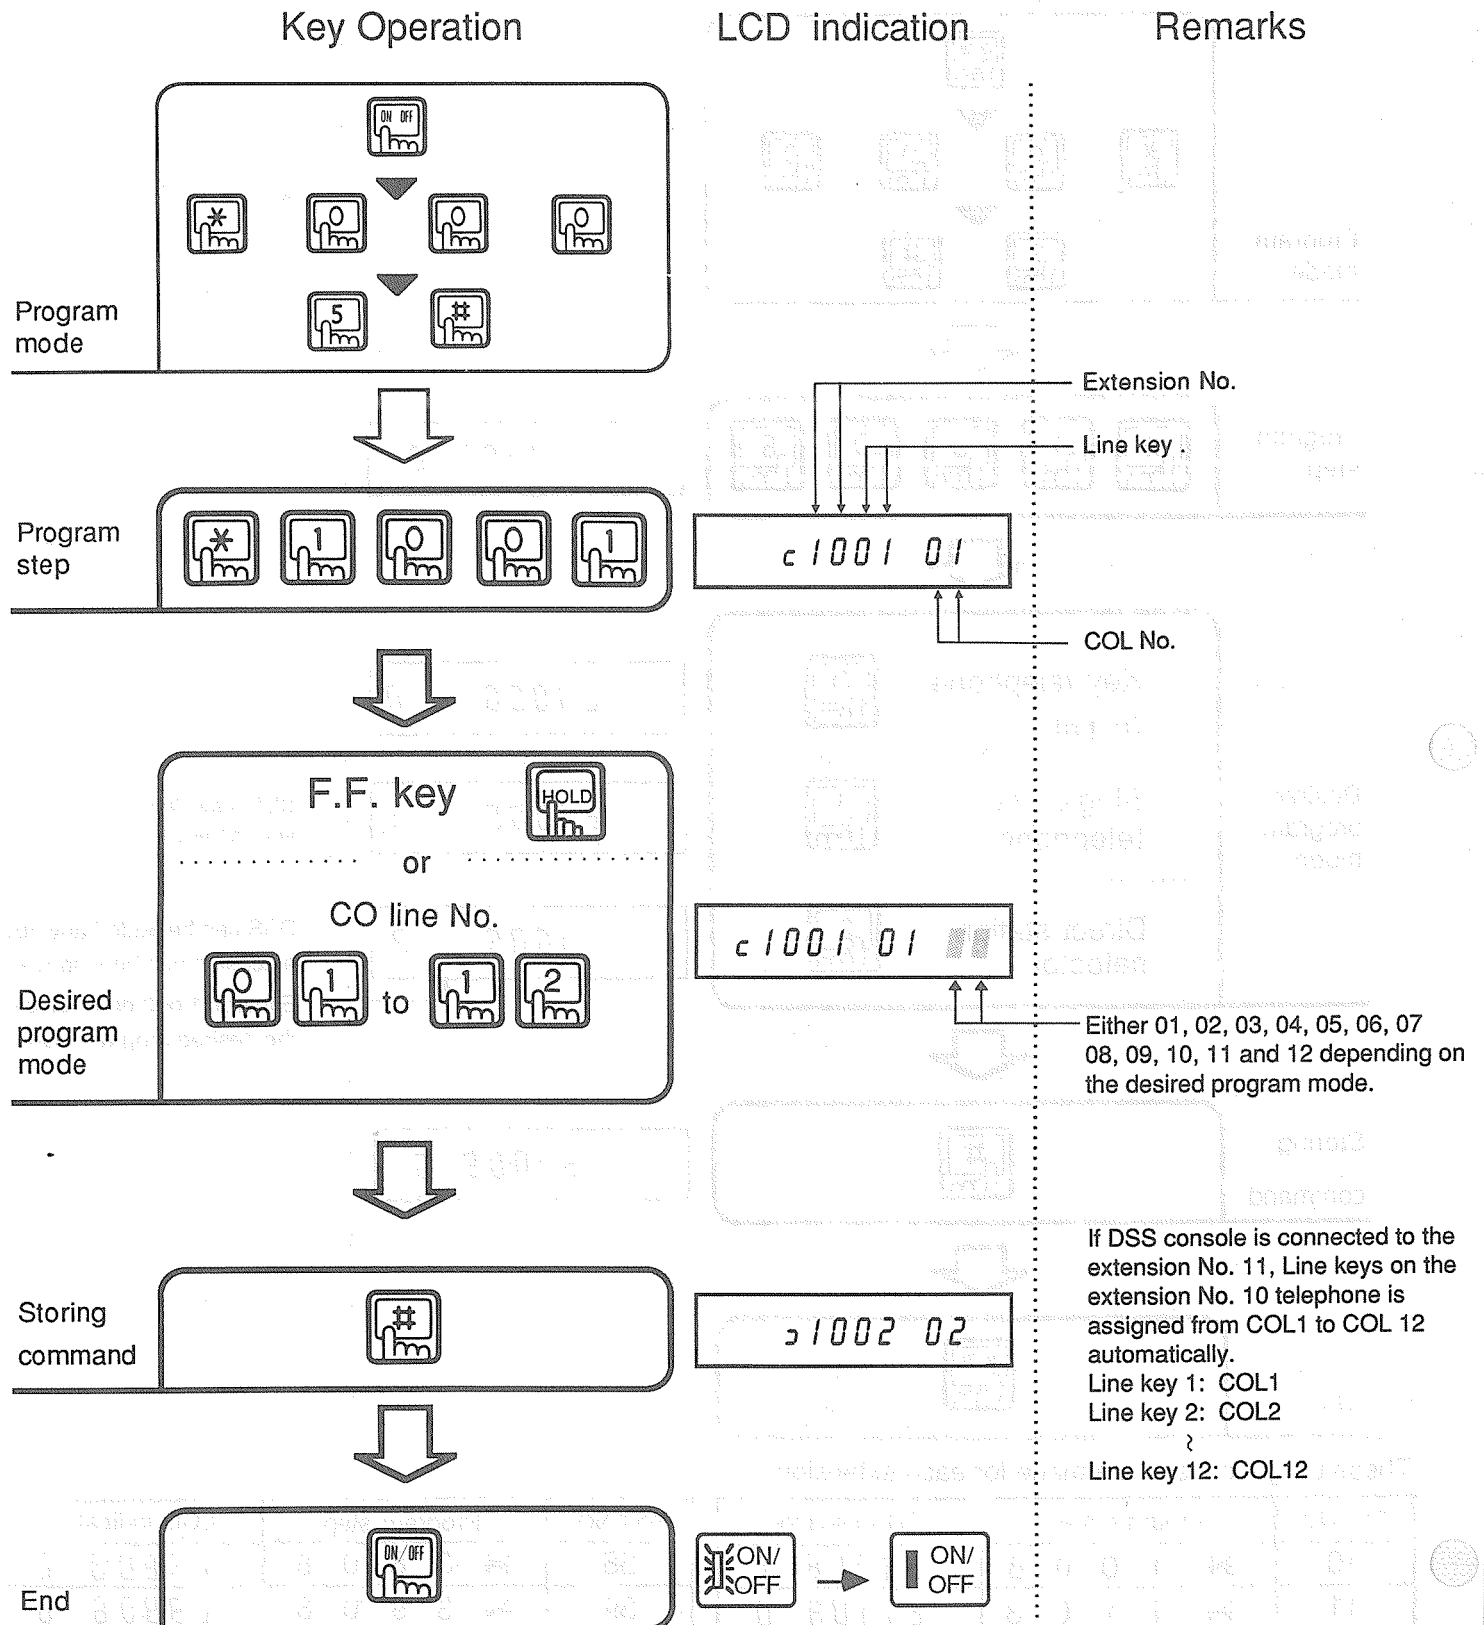 Key Operation LCD indication Remarks
ON OFF
* 0 0 0
5 #
Program
mode
Extension No.
Line key .
Program
step
* 1 0 0 1
c 1001 01
COL No.
F.F. key HOLD
or
CO line No.
0 1 to 1 2
c 1001 01
Desired
program
mode
Either 01, 02, 03, 04, 05, 06, 07
08, 09, 10, 11 and 12 depending on
the desired program mode.
Storing
command
#
ɔ 1002 02
If DSS console is connected to the
extension No. 11, Line keys on the
extension No. 10 telephone is
assigned from COL1 to COL 12
automatically.
Line key 1: COL1
Line key 2: COL2
~
Line key 12: COL12
End
ON/OFF
ON/
OFF
ON/
OFF